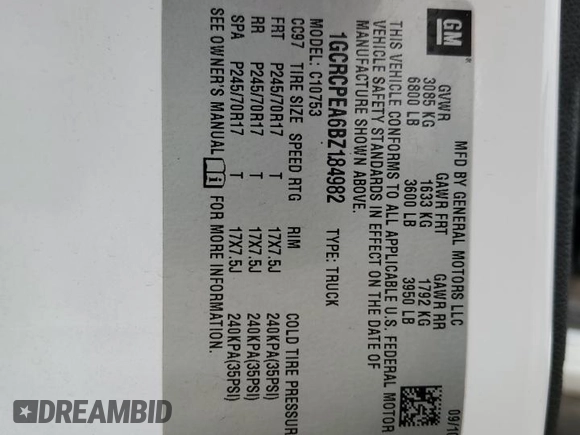 GM ®
MFD BY GENERAL MOTORS LLC
GVWR GAWR FRT GAWR RR
3085 KG 1633 KG 1792 KG
6800 LB 3600 LB 3950 LB
09/10
THIS VEHICLE CONFORMS TO ALL APPLICABLE U.S. FEDERAL MOTOR
VEHICLE SAFETY STANDARDS IN EFFECT ON THE DATE OF
MANUFACTURE SHOWN ABOVE.
1GCRCPEA6BZ184982 TYPE: TRUCK
MODEL: C10753
CC97 TIRE SIZE SPEED RTG RIM COLD TIRE PRESSUR
FRT P245/70R17 T 17X7.5J 240KPA(35PSI)
RR P245/70R17 T 17X7.5J 240KPA(35PSI)
SPA P245/70R17 T 17X7.5J 240KPA(35PSI)
SEE OWNER'S MANUAL i FOR MORE INFORMATION.
DREAMBID